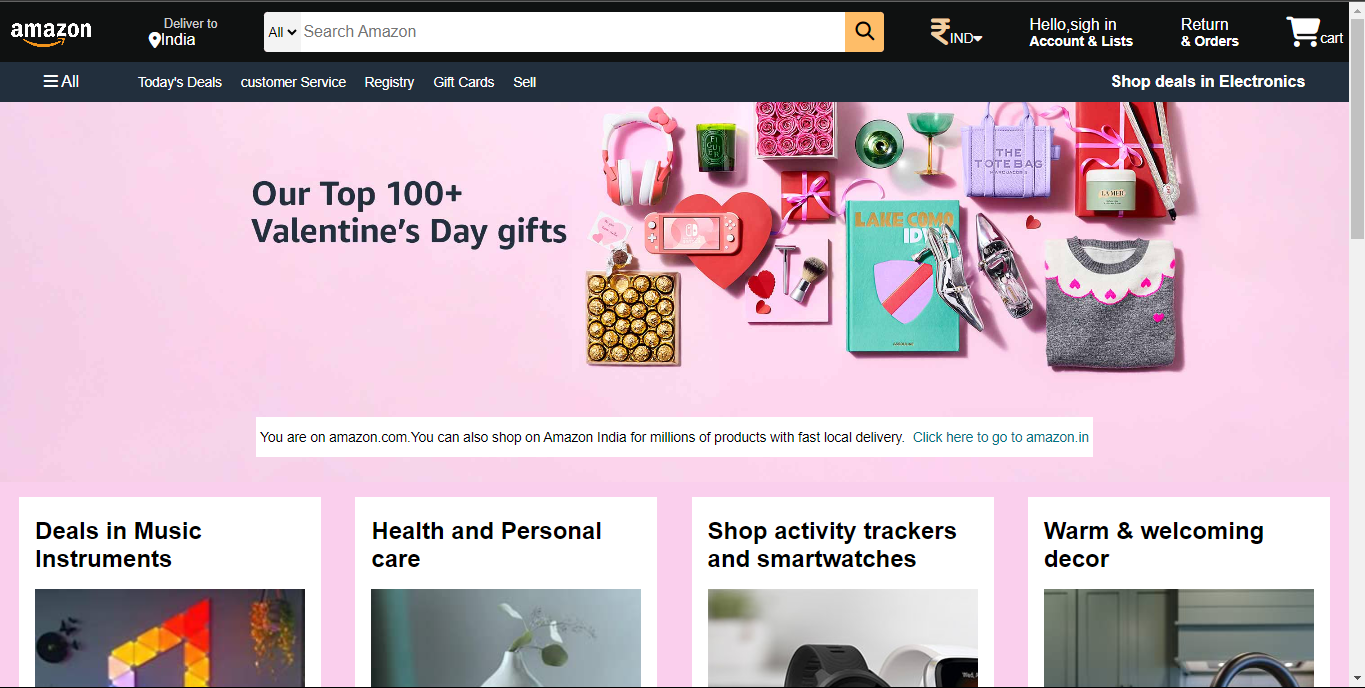 amazon
Deliver to
India
All
Search Amazon
IND
Hello,sigh in
Account & Lists
Return
& Orders
cart
All
Today's Deals
customer Service
Registry
Gift Cards
Sell
Shop deals in Electronics
Our Top 100+
Valentine’s Day gifts
THE
TOTE BAG
MARC JACOBS
LA MER
LAKE COMO
You are on amazon.com.You can also shop on Amazon India for millions of products with fast local delivery. Click here to go to amazon.in
Deals in Music
Instruments
Health and Personal
care
Shop activity trackers
and smartwatches
Warm & welcoming
decor